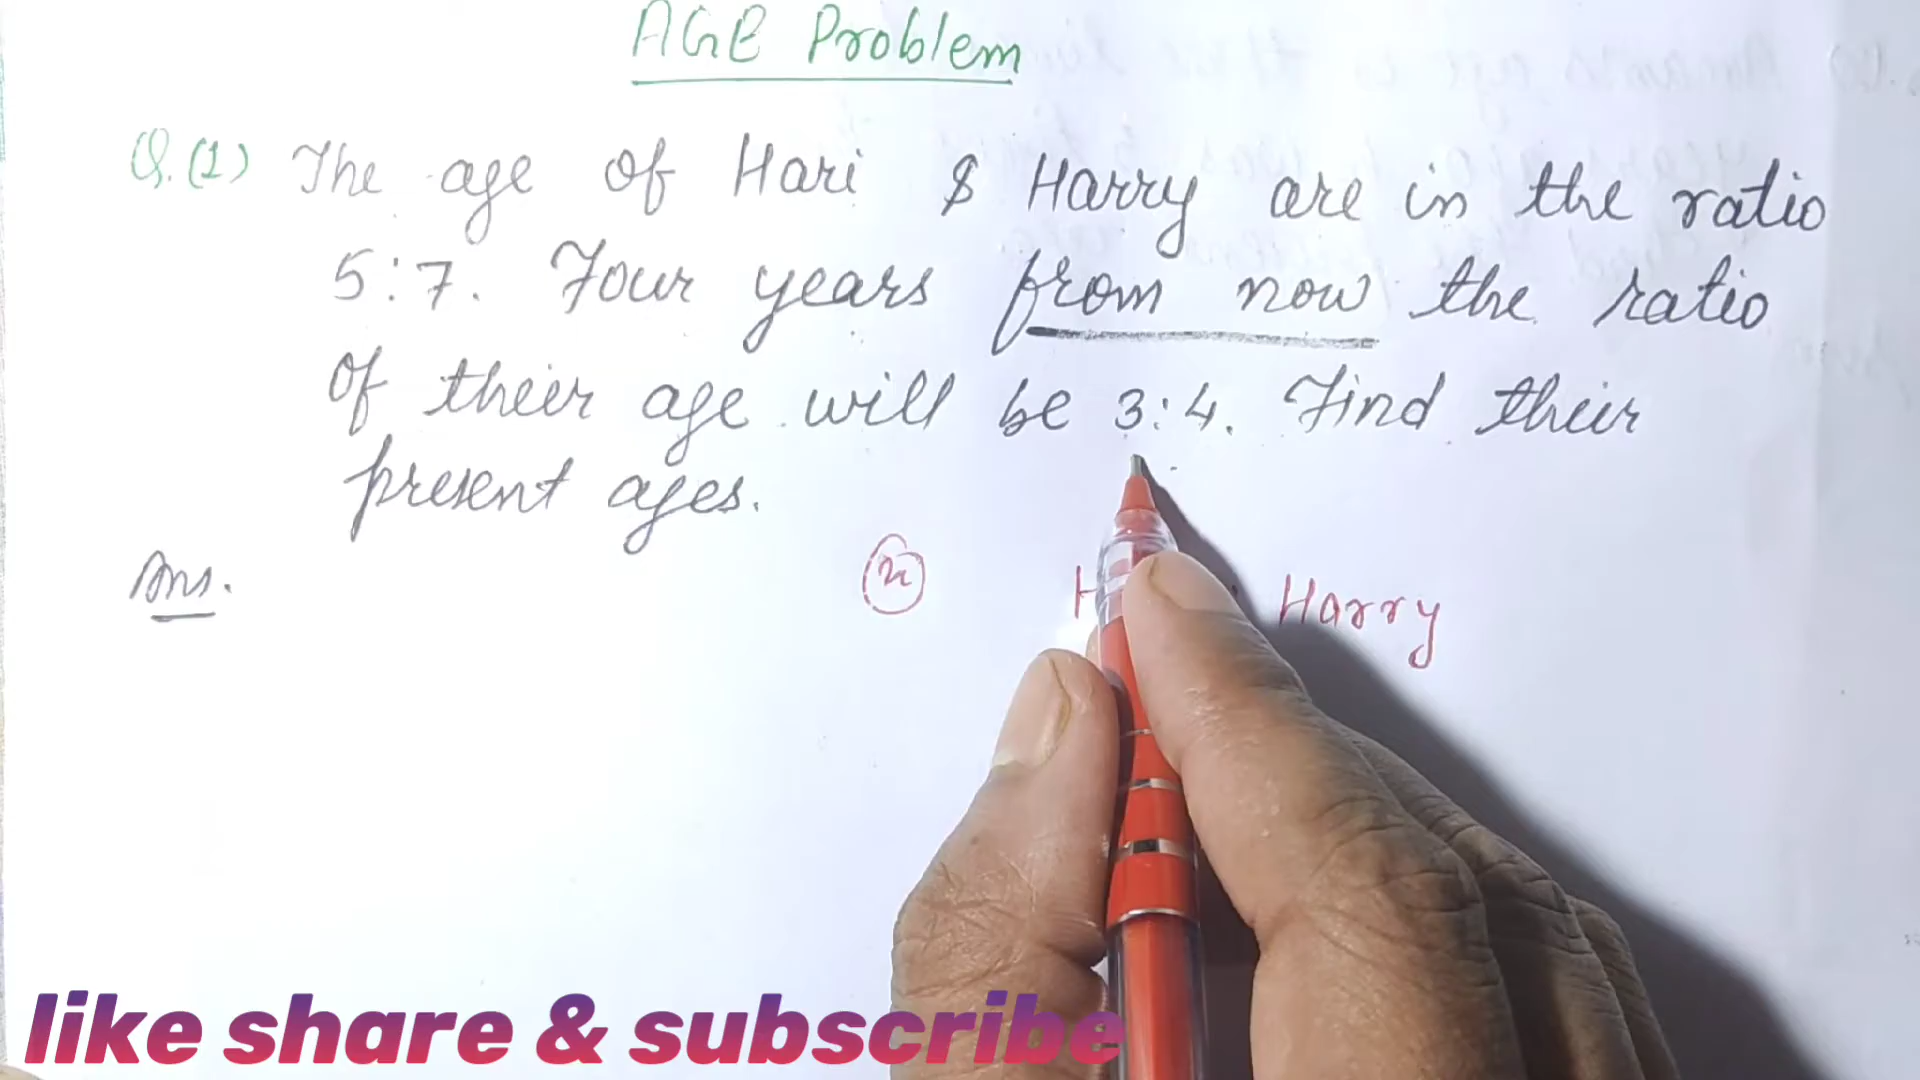 AGE Problem
Q.(1) The age of Hari & Harry are in the ratio
5:7. Four years from now the ratio
of their age will be 3:4. Find their
present ages.
Ans.
x
Harry
like share & subscribe